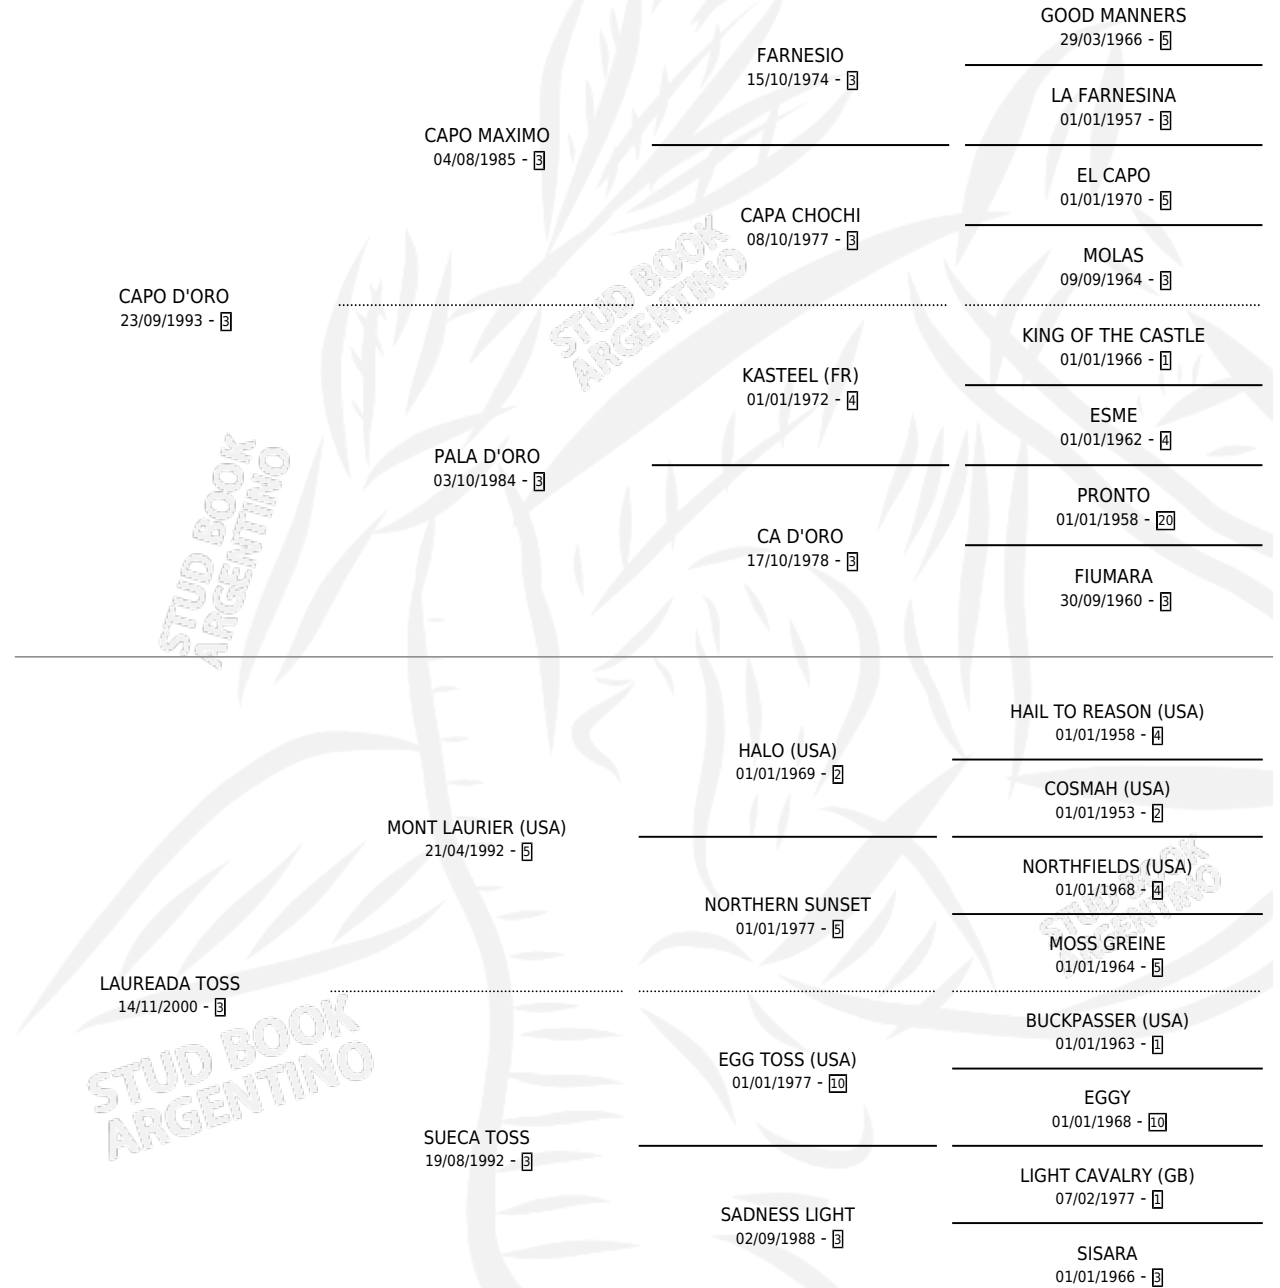 GOOD MANNERS
29/03/1966 - 5
FARNESIO
15/10/1974 - 3
LA FARNESINA
01/01/1957 - 3
CAPO MAXIMO
04/08/1985 - 3
EL CAPO
01/01/1970 - 5
CAPA CHOCHI
08/10/1977 - 3
MOLAS
09/09/1964 - 3
CAPO D'ORO
23/09/1993 - 3
STUD BOOK
ARGENTINO
KING OF THE CASTLE
01/01/1966 - 1
KASTEEL (FR)
01/01/1972 - 4
ESME
01/01/1962 - 4
PALA D'ORO
03/10/1984 - 3
PRONTO
01/01/1958 - 20
CA D'ORO
17/10/1978 - 3
FIUMARA
30/09/1960 - 3
STUD BOOK
ARGENTINO
HAIL TO REASON (USA)
01/01/1958 - 4
HALO (USA)
01/01/1969 - 2
COSMAH (USA)
01/01/1953 - 2
MONT LAURIER (USA)
21/04/1992 - 5
NORTHFIELDS (USA)
01/01/1968 - 4
NORTHERN SUNSET
01/01/1977 - 5
STUD BOOK
ARGENTINO
MOSS GREINE
01/01/1964 - 5
LAUREADA TOSS
14/11/2000 - 3
BUCKPASSER (USA)
01/01/1963 - 1
EGG TOSS (USA)
01/01/1977 - 10
STUD BOOK
ARGENTINO
EGGY
01/01/1968 - 10
SUECA TOSS
19/08/1992 - 3
LIGHT CAVALRY (GB)
07/02/1977 - 1
SADNESS LIGHT
02/09/1988 - 3
SISARA
01/01/1966 - 3